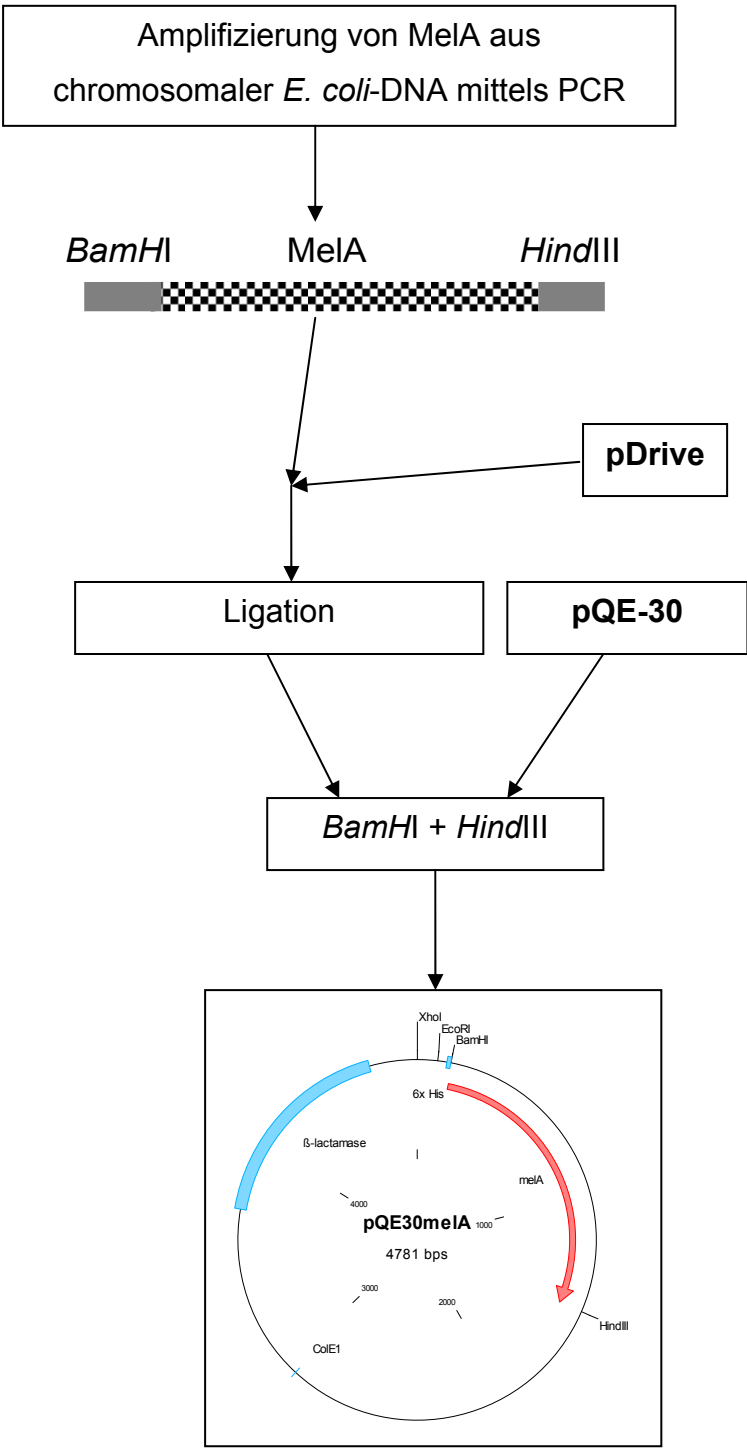 Amplifizierung von MelA aus
chromosomaler E. coli-DNA mittels PCR
BamHI MelA HindIII
pDrive
Ligation pQE-30
BamHI + HindIII
XhoI
EcoRI
BamHI
6x His
ß-lactamase
melA
4000
pQE30melA 1000
4781 bps
3000
2000
HindIII
ColE1